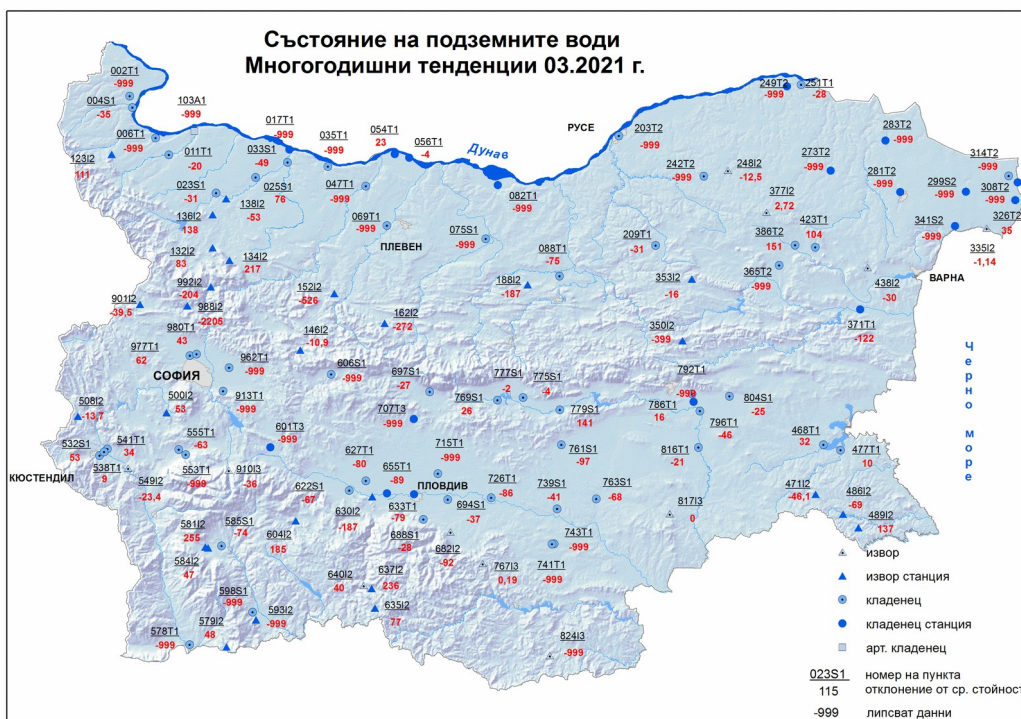 Състояние на подземните води
Многогодишни тенденции 03.2021 г.
002T1
-999
004S1
-35
103A1
-999
006T1
-999
017T1
-999
035T1
-999
054T1
23
056T1
-4
Дунав
РУСЕ
203T2
-999
249T2
-999
251T1
-28
283T2
-999
123I2
111
011T1
-20
033S1
-49
023S1
-31
025S1
76
047T1
-999
082T1
-999
242T2
-999
248I2
-12,5
273T2
-999
281T2
-999
299S2
-999
314T2
-999
308T2
-999
326T2
35
138I2
-53
136I2
138
069T1
-999
ПЛЕВЕН
075S1
-999
377I2
2,72
341S2
-999
335I2
-1,14
132I2
83
134I2
217
088T1
-75
209T1
-31
386T2
151
423T1
104
365T2
-999
ВАРНА
438I2
-30
992I2
-204
901I2
-39,5
988I2
-2205
152I2
-526
188I2
-187
353I2
-16
162I2
-272
146I2
-10,9
350I2
-399
371T1
-122
980T1
43
977T1
62
СОФИЯ
962T1
-999
606S1
-999
697S1
-27
777S1
-2
775S1
-4
792T1
-999
Черно море
508I2
-13,7
500I2
53
913T1
-999
707T3
-999
769S1
26
779S1
141
786T1
16
804S1
-25
796T1
-46
532S1
53
541T1
34
555T1
-63
601T3
-999
627T1
-80
715T1
-999
761S1
-97
816T1
-21
468T1
32
477T1
10
КЮСТЕНДИЛ
538T1
9
549I2
-23,4
553T1
-999
910I3
-36
622S1
-67
655T1
-89
ПЛОВДИВ
726T1
-86
739S1
-41
763S1
-68
471I2
-46,1
486I2
-69
489I2
137
817I3
0
630I2
-187
633T1
-79
694S1
-37
688S1
-28
682I2
-92
743T1
-999
741T1
-999
581I2
255
585S1
-74
604I2
185
584I2
47
637I2
236
640I2
40
635I2
77
767I3
0,19
598S1
-999
593I2
-999
579I2
48
578T1
-999
824I3
-999
извор
извор станция
кладенец
кладенец станция
арт. кладенец
023S1 номер на пункта
115 отклонение от ср. стойност
-999 липсват данни